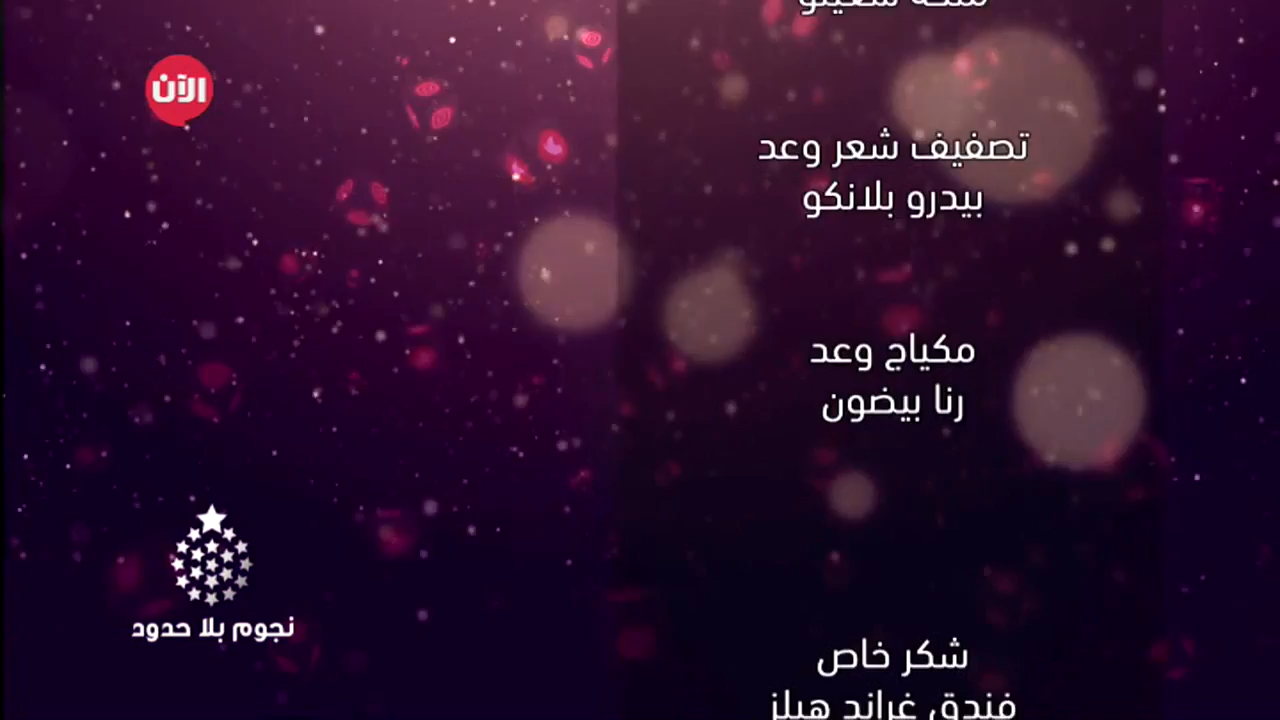 الآن
تصفيف شعر وعد
بيدرو بلانكو
مكياج وعد
رنا بيضون
نجوم بلا حدود
شكر خاص
فندق غراند هيلز